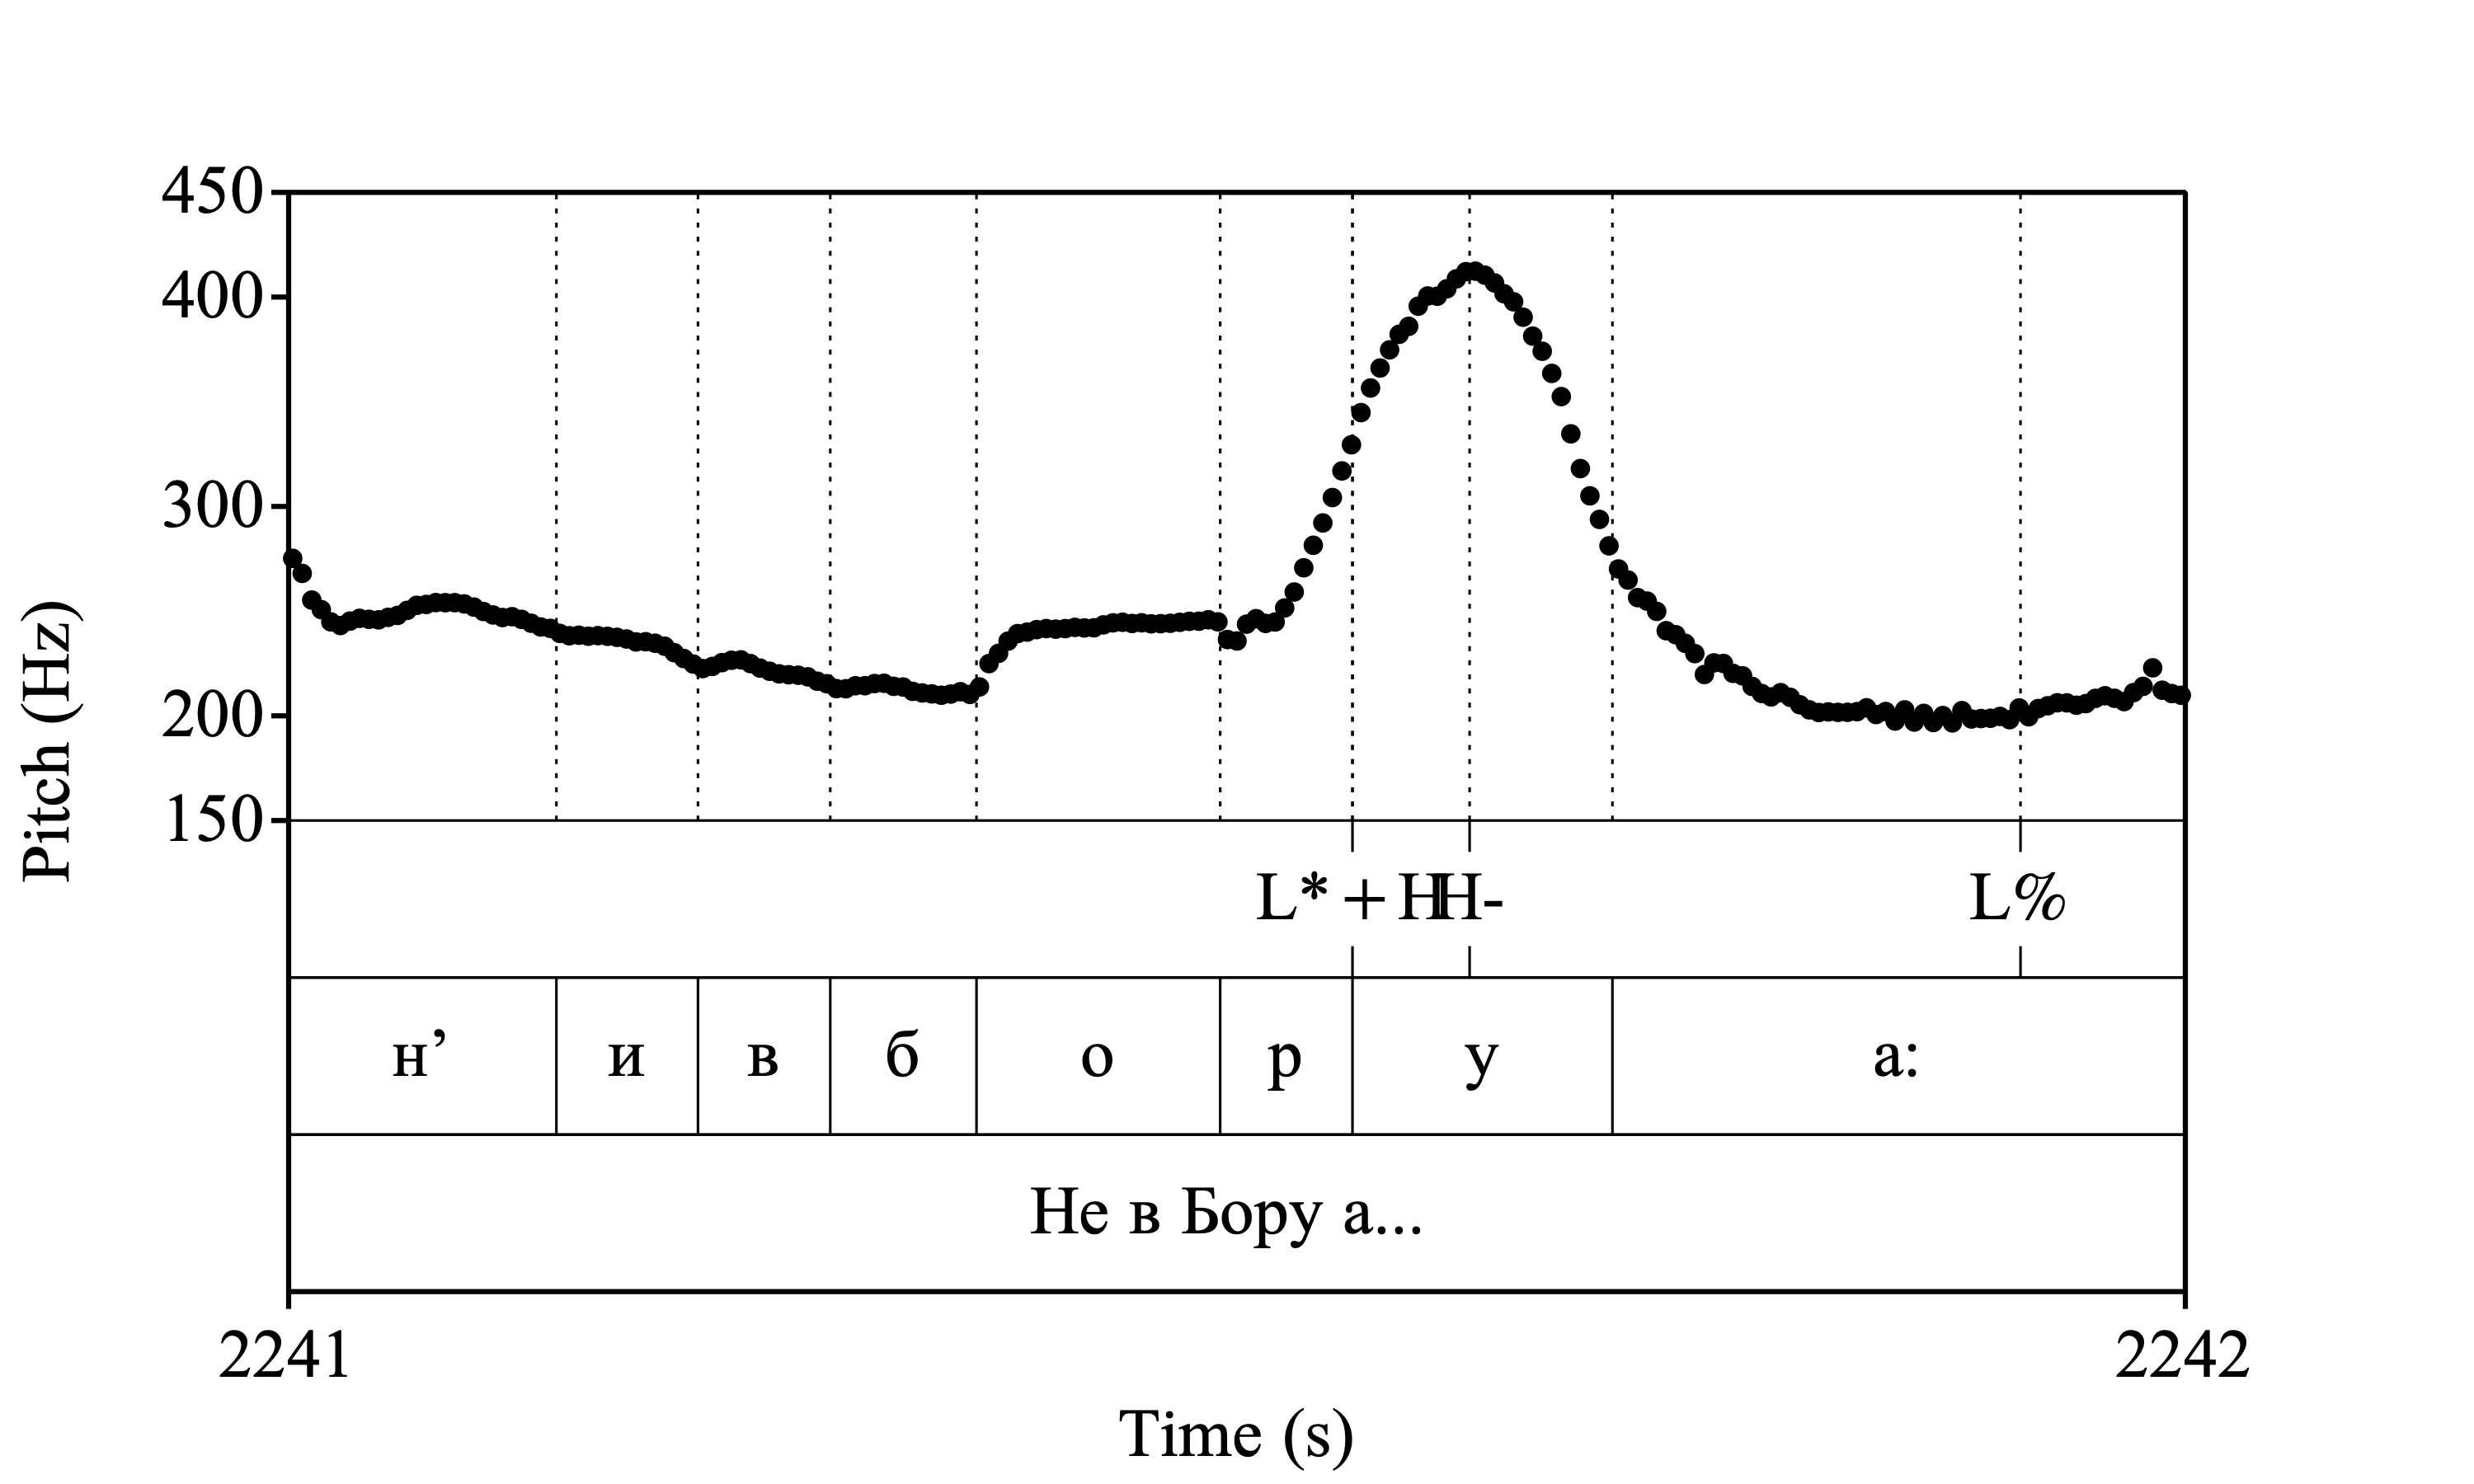 450
400
300
200
150
Pitch (Hz)
L*+H H- L%
н’ и в б о р у а:
Не в Бору а...
2241 2242
Time (s)